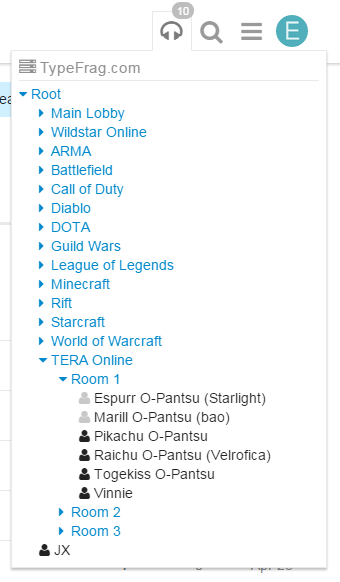 10
E
TypeFrag.com
Root
Main Lobby
Wildstar Online
ARMA
Battlefield
Call of Duty
Diablo
DOTA
Guild Wars
League of Legends
Minecraft
Rift
Starcraft
World of Warcraft
TERA Online
Room 1
Espurr O-Pantsu (Starlight)
Marill O-Pantsu (bao)
Pikachu O-Pantsu
Raichu O-Pantsu (Velrofica)
Togekiss O-Pantsu
Vinnie
Room 2
Room 3
JX